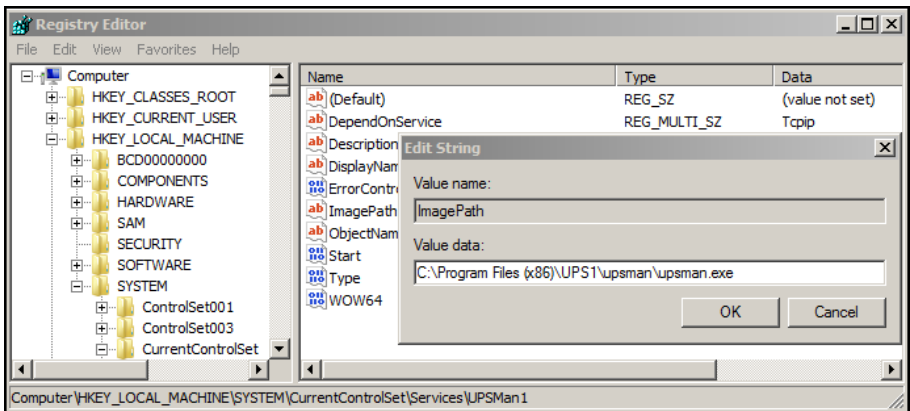 Registry Editor
File Edit View Favorites Help
Computer
HKEY_CLASSES_ROOT
HKEY_CURRENT_USER
HKEY_LOCAL_MACHINE
BCD00000000
COMPONENTS
HARDWARE
SAM
SECURITY
SOFTWARE
SYSTEM
ControlSet001
ControlSet003
CurrentControlSet
Name Type Data
(Default) REG_SZ (value not set)
DependOnService REG_MULTI_SZ Tcpip
Description
DisplayNam
ErrorContro
ImagePath
ObjectNam
Start
Type
WOW64
Edit String
Value name:
ImagePath
Value data:
C:\Program Files (x86)\UPS1\upsman\upsman.exe
OK Cancel
Computer\HKEY_LOCAL_MACHINE\SYSTEM\CurrentControlSet\Services\UPSMan1